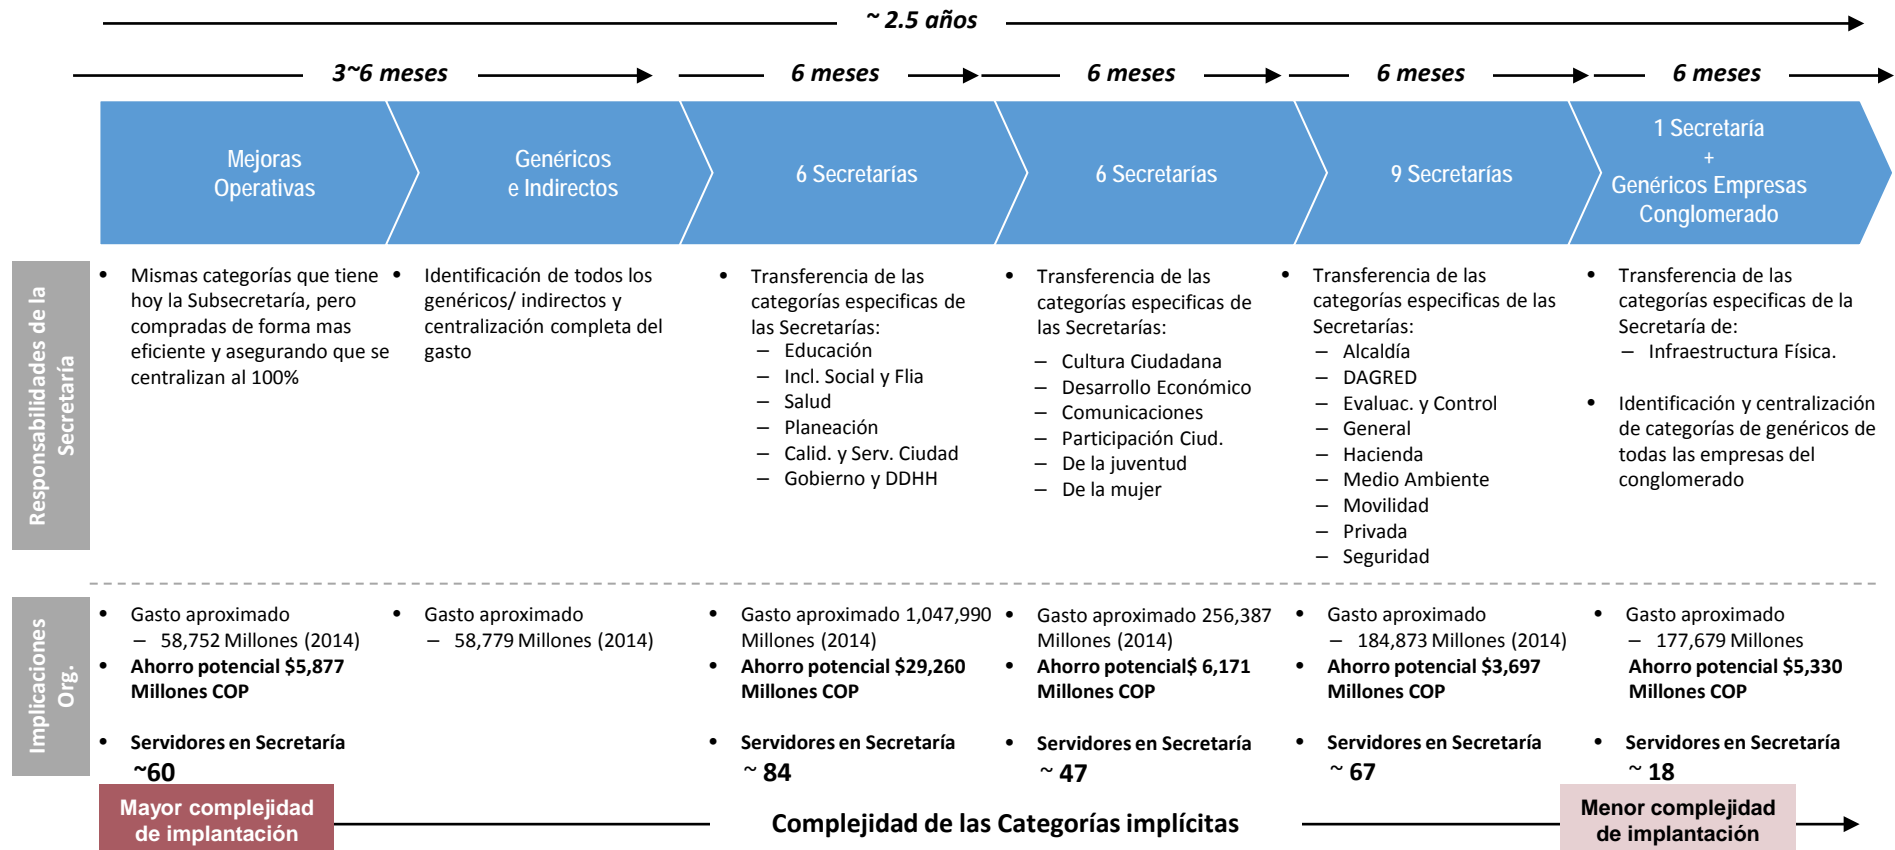 ~ 2.5 años
3~6 meses
6 meses
6 meses
6 meses
6 meses
Mejoras
Operativas
Genéricos
e Indirectos
6 Secretarías
6 Secretarías
9 Secretarías
1 Secretaría
+
Genéricos Empresas
Conglomerado
Responsabilidades de la
Secretaría
• Mismas categorías que tiene
hoy la Subsecretaría, pero
compradas de forma mas
eficiente y asegurando que se
centralizan al 100%
• Identificación de todos los
genéricos/ indirectos y
centralización completa del
gasto
• Transferencia de las
categorías especificas de
las Secretarías:
– Educación
– Incl. Social y Flia
– Salud
– Planeación
– Calid. y Serv. Ciudad
– Gobierno y DDHH
• Transferencia de las
categorías especificas de
las Secretarías:
– Cultura Ciudadana
– Desarrollo Económico
– Comunicaciones
– Participación Ciud.
– De la juventud
– De la mujer
• Transferencia de las
categorías especificas de las
Secretarías:
– Alcaldía
– DAGRED
– Evaluac. y Control
– General
– Hacienda
– Medio Ambiente
– Movilidad
– Privada
– Seguridad
• Transferencia de las
categorías especificas de la
Secretaría de:
– Infraestructura Física.
• Identificación y centralización
de categorías de genéricos de
todas las empresas del
conglomerado
Implicaciones
Org.
• Gasto aproximado
– 58,752 Millones (2014)
• Ahorro potencial $5,877
Millones COP
• Servidores en Secretaría
~60
• Gasto aproximado
– 58,779 Millones (2014)
• Gasto aproximado 1,047,990
Millones (2014)
• Ahorro potencial $29,260
Millones COP
• Servidores en Secretaría
~ 84
• Gasto aproximado 256,387
Millones (2014)
• Ahorro potencial$ 6,171
Millones COP
• Servidores en Secretaría
~ 47
• Gasto aproximado
– 184,873 Millones (2014)
• Ahorro potencial $3,697
Millones COP
• Servidores en Secretaría
~ 67
• Gasto aproximado
– 177,679 Millones
Ahorro potencial $5,330
Millones COP
• Servidores en Secretaría
~ 18
Mayor complejidad
de implantación
Complejidad de las Categorías implícitas
Menor complejidad
de implantación